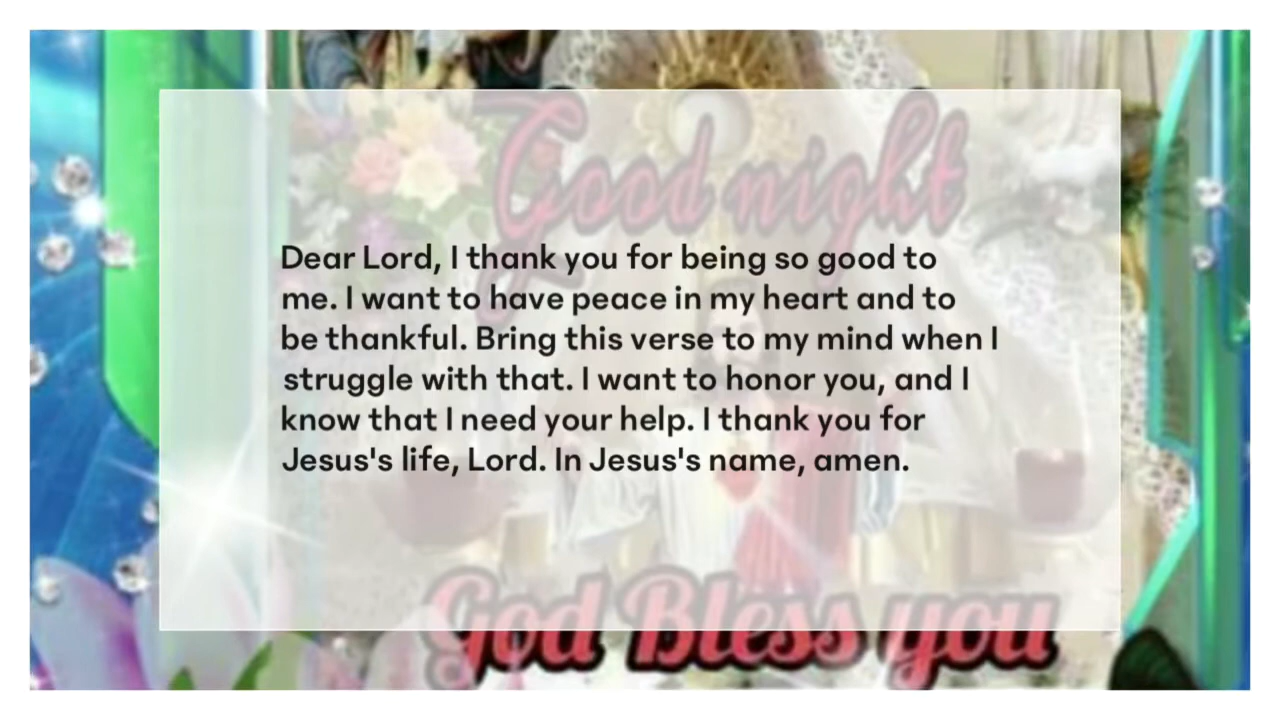 Good night
Dear Lord, I thank you for being so good to
me. I want to have peace in my heart and to
be thankful. Bring this verse to my mind when I
struggle with that. I want to honor you, and I
know that I need your help. I thank you for
Jesus's life, Lord. In Jesus's name, amen.
God Bless you